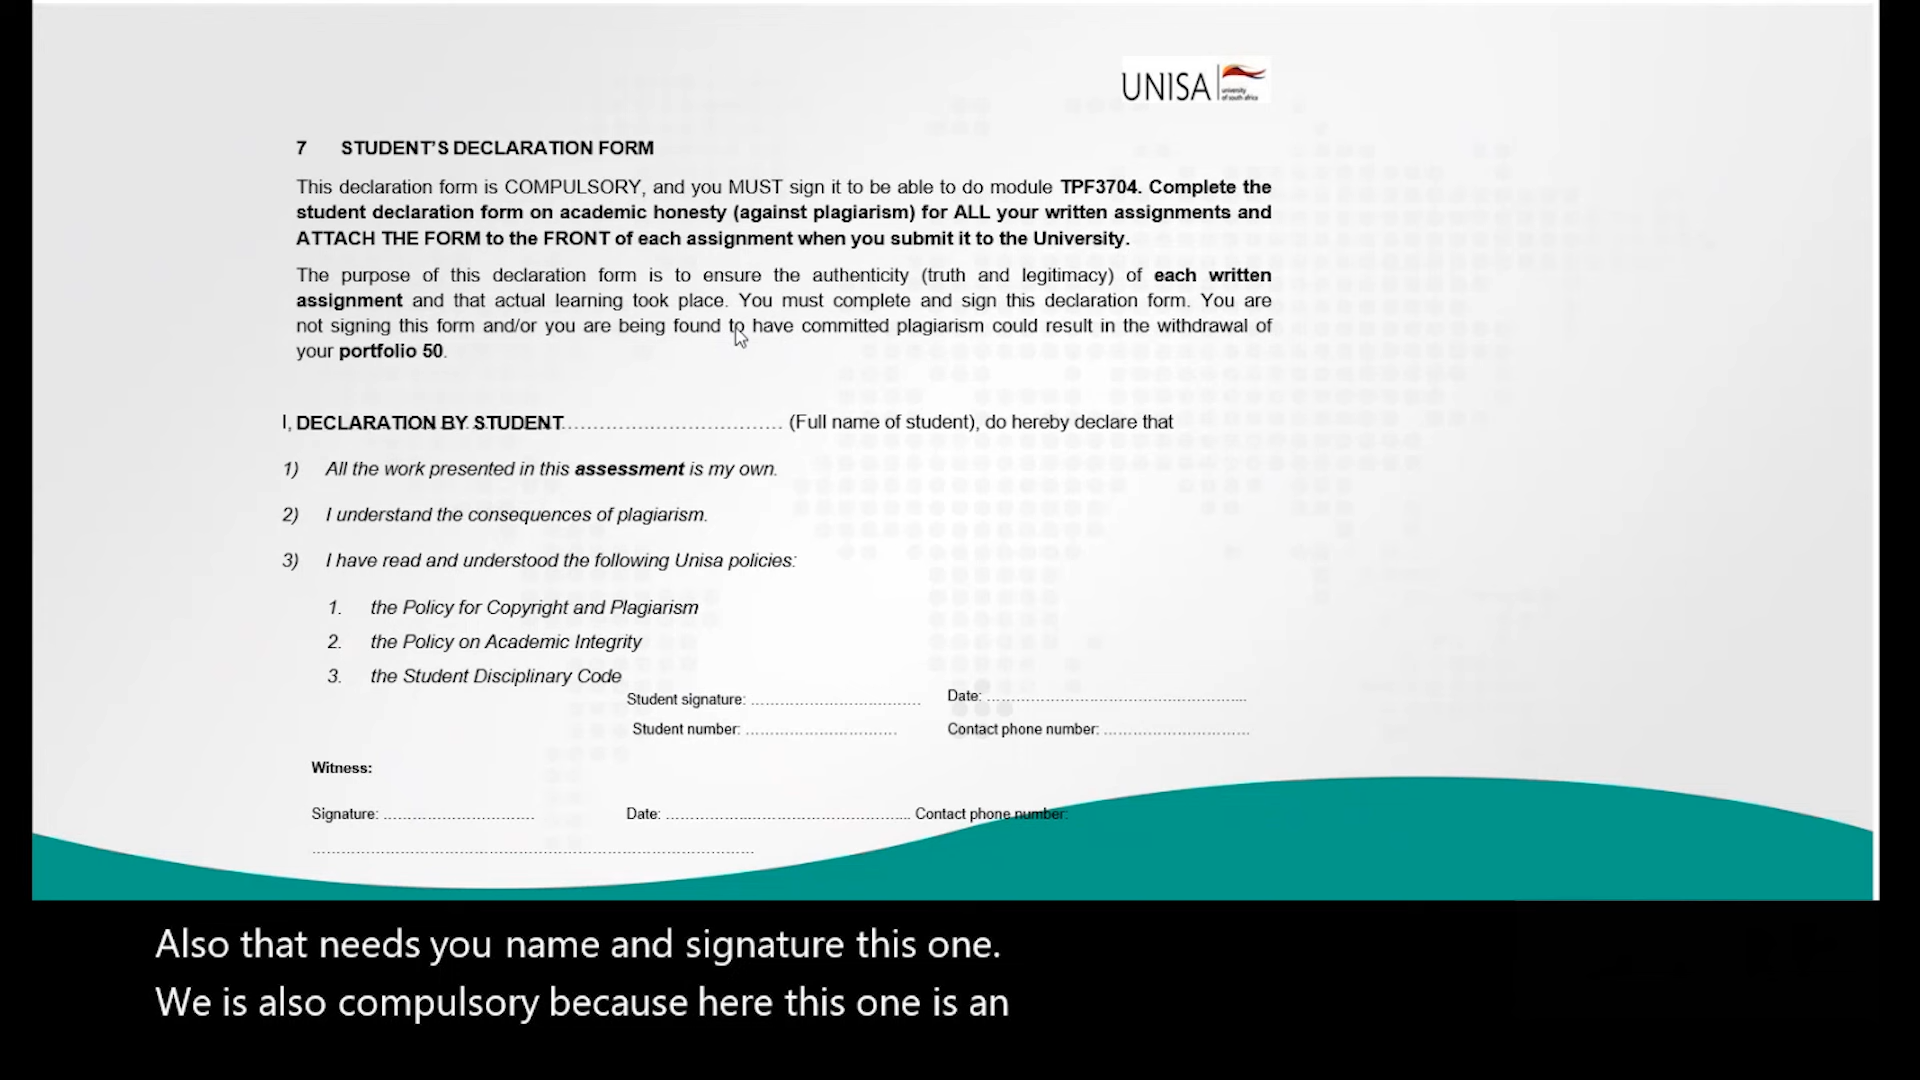 UNISA university of south africa
7 STUDENT'S DECLARATION FORM
This declaration form is COMPULSORY, and you MUST sign it to be able to do module TPF3704. Complete the
student declaration form on academic honesty (against plagiarism) for ALL your written assignments and
ATTACH THE FORM to the FRONT of each assignment when you submit it to the University.
The purpose of this declaration form is to ensure the authenticity (truth and legitimacy) of each written
assignment and that actual learning took place. You must complete and sign this declaration form. You are
not signing this form and/or you are being found to have committed plagiarism could result in the withdrawal of
your portfolio 50.
I, DECLARATION BY STUDENT.................................... (Full name of student), do hereby declare that
1) All the work presented in this assessment is my own.
2) I understand the consequences of plagiarism.
3) I have read and understood the following Unisa policies:
1. the Policy for Copyright and Plagiarism
2. the Policy on Academic Integrity
3. the Student Disciplinary Code
Student signature: .................................... Date: ....................................................
Student number: ................................ Contact phone number: ...............................
Witness:
Signature: ................................ Date: .................................................... Contact phone number:
..............................................................................................
Also that needs you name and signature this one.
We is also compulsory because here this one is an